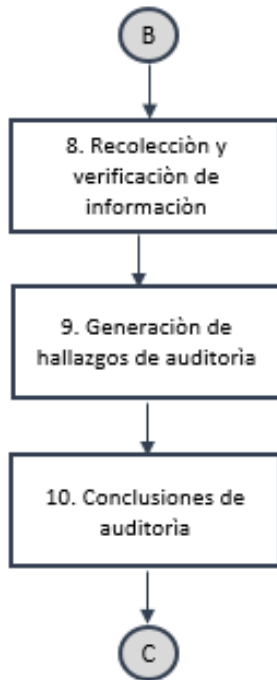 B
8. Recolecciòn y
verificaciòn de
informaciòn
9. Generaciòn de
hallazgos de auditorìa
10. Conclusiones de
auditorìa
C